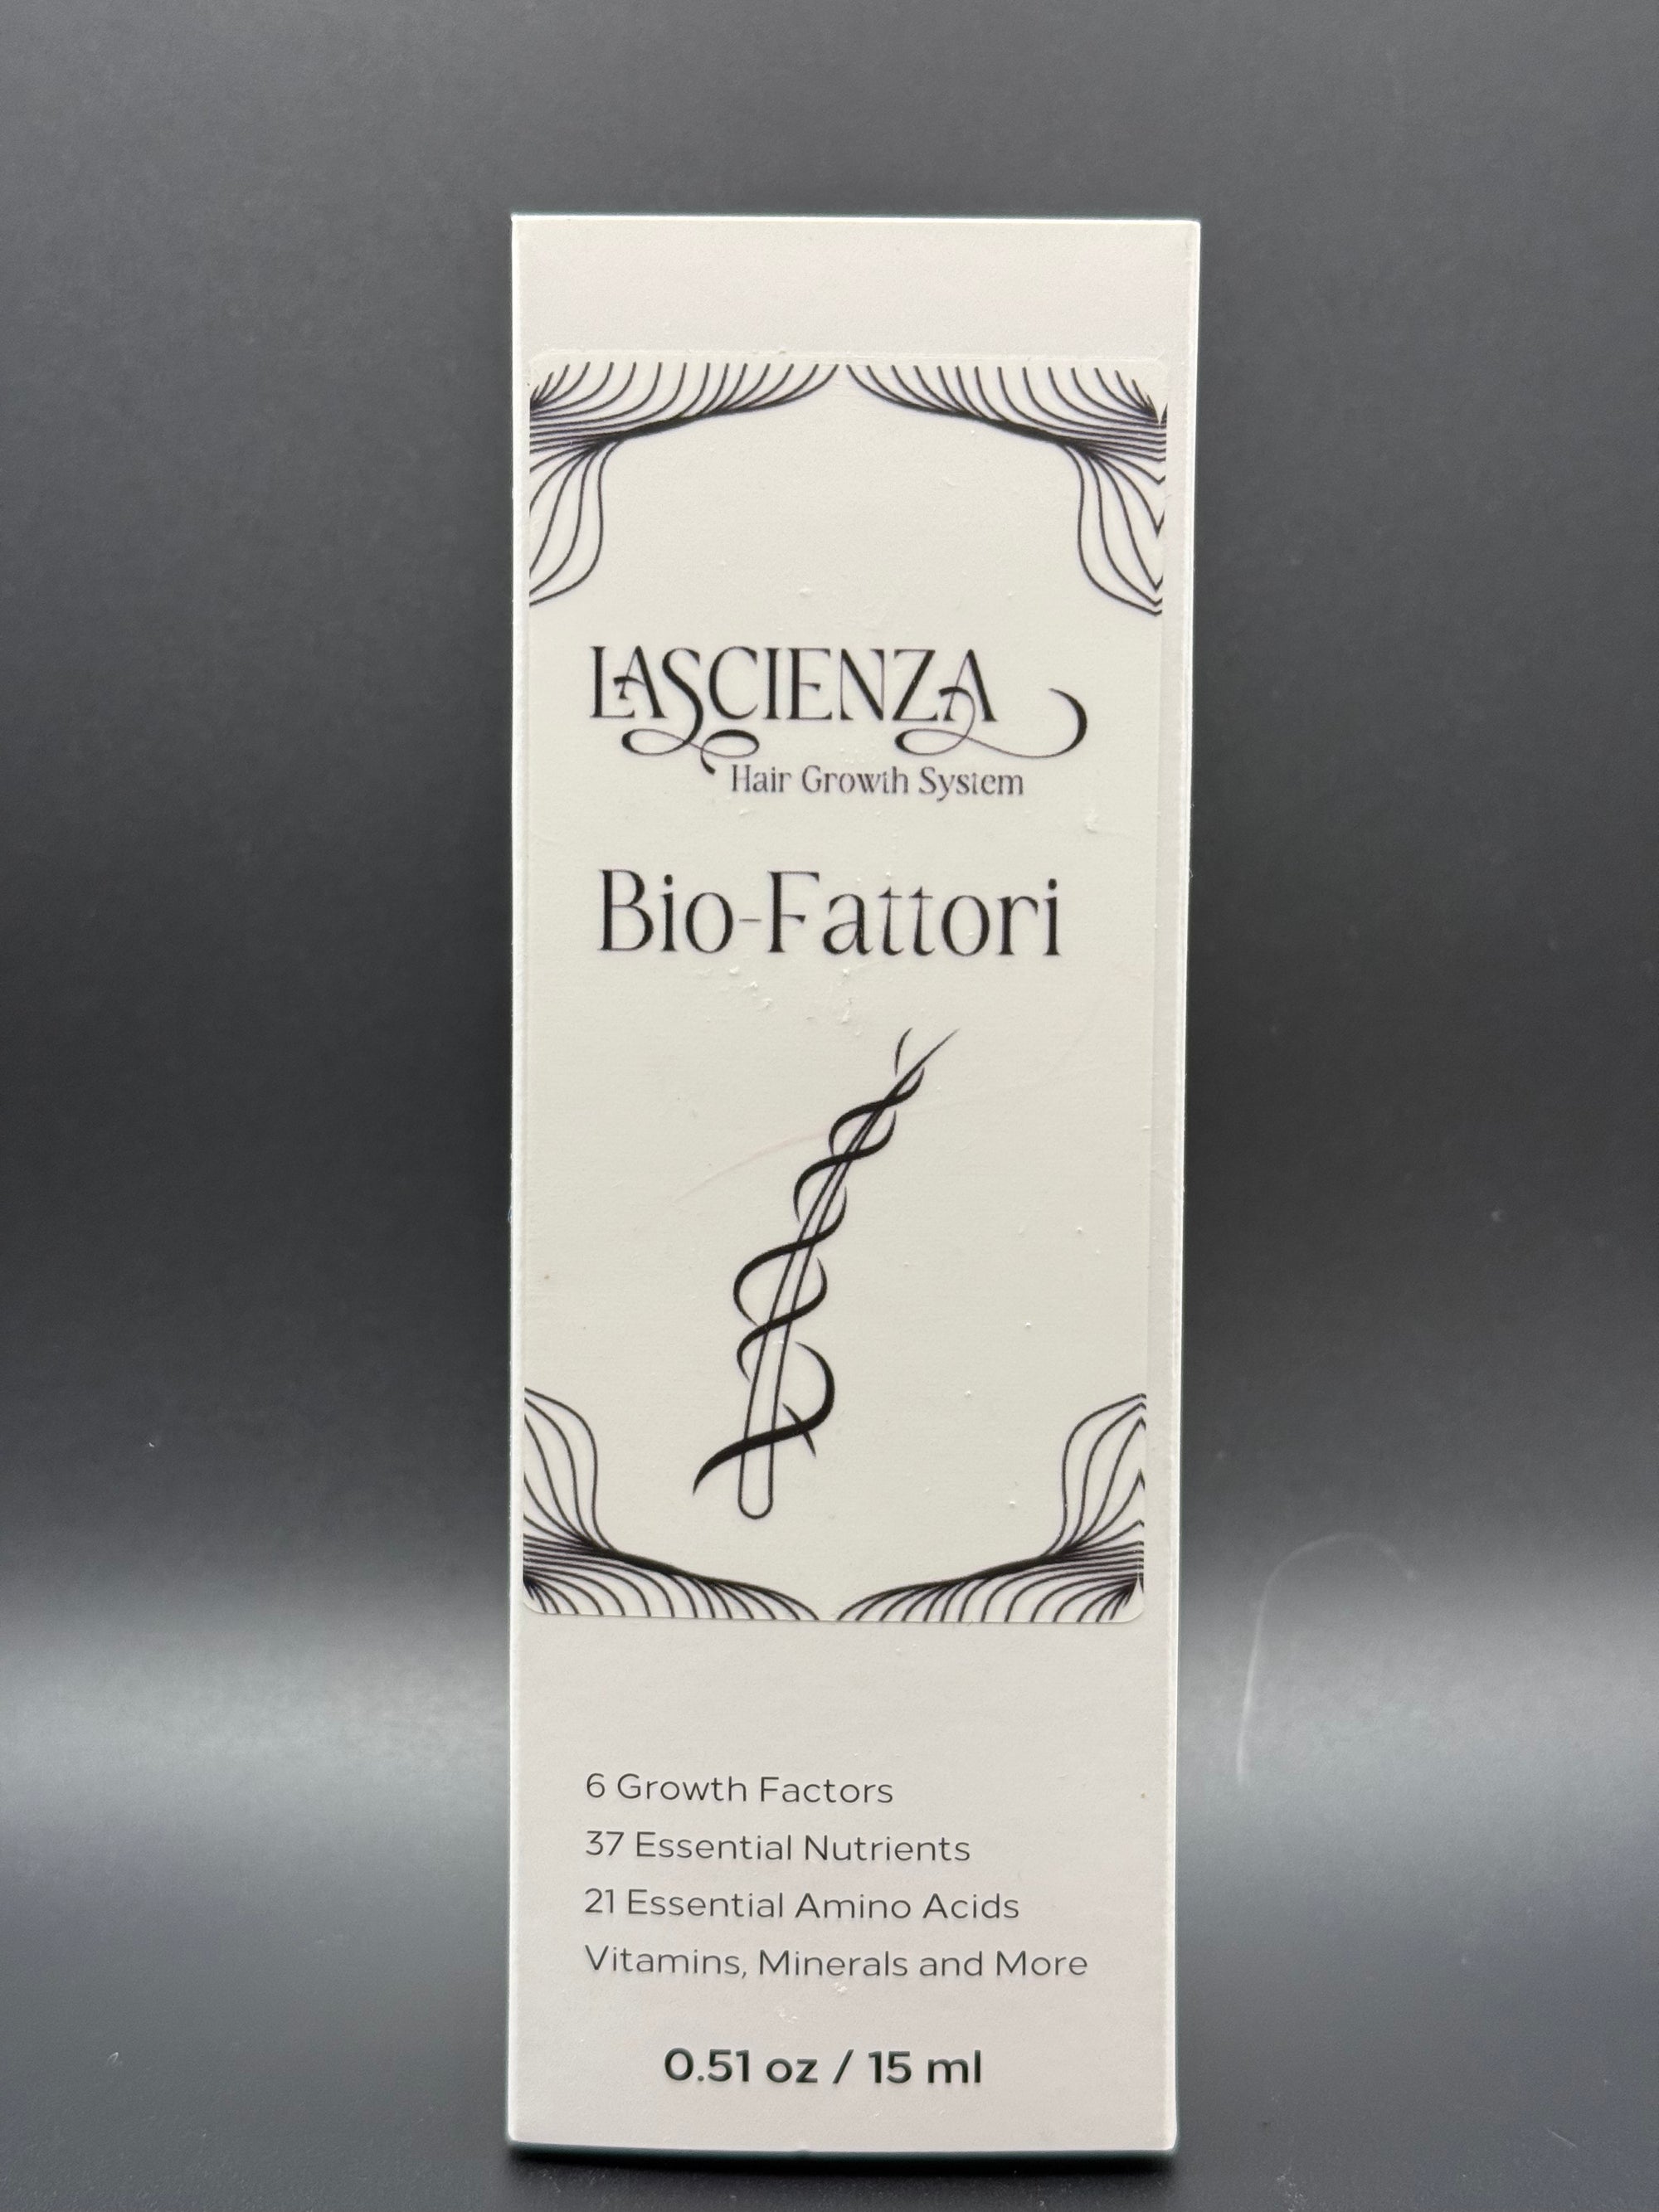 LASCIENZA
Hair Growth System
Bio-Fattori
6 Growth Factors
37 Essential Nutrients
21 Essential Amino Acids
Vitamins, Minerals and More
0.51 oz / 15 ml